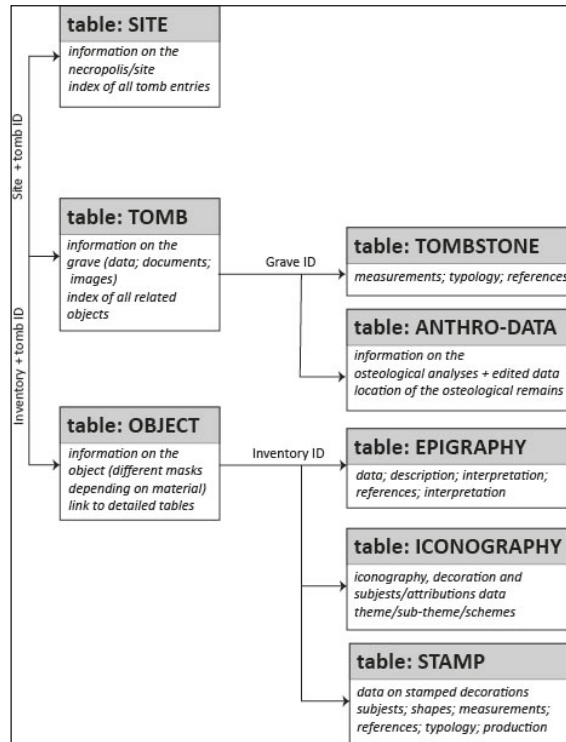 table: SITE
information on the
necropolis/site
index of all tomb entries
Site + tomb ID
table: TOMB
information on the
grave (data; documents;
images)
index of all related
objects
Grave ID
table: TOMBSTONE
measurements; typology; references
table: ANTHRO-DATA
information on the
osteological analyses + edited data
location of the osteological remains
Inventory + tomb ID
table: OBJECT
information on the
object (different masks
depending on material)
link to detailed tables
Inventory ID
table: EPIGRAPHY
data; description; interpretation;
references; interpretation
table: ICONOGRAPHY
iconography, decoration and
subjests/attributions data
theme/sub-theme/schemes
table: STAMP
data on stamped decorations
subjects; shapes; measurements;
references; typology; production